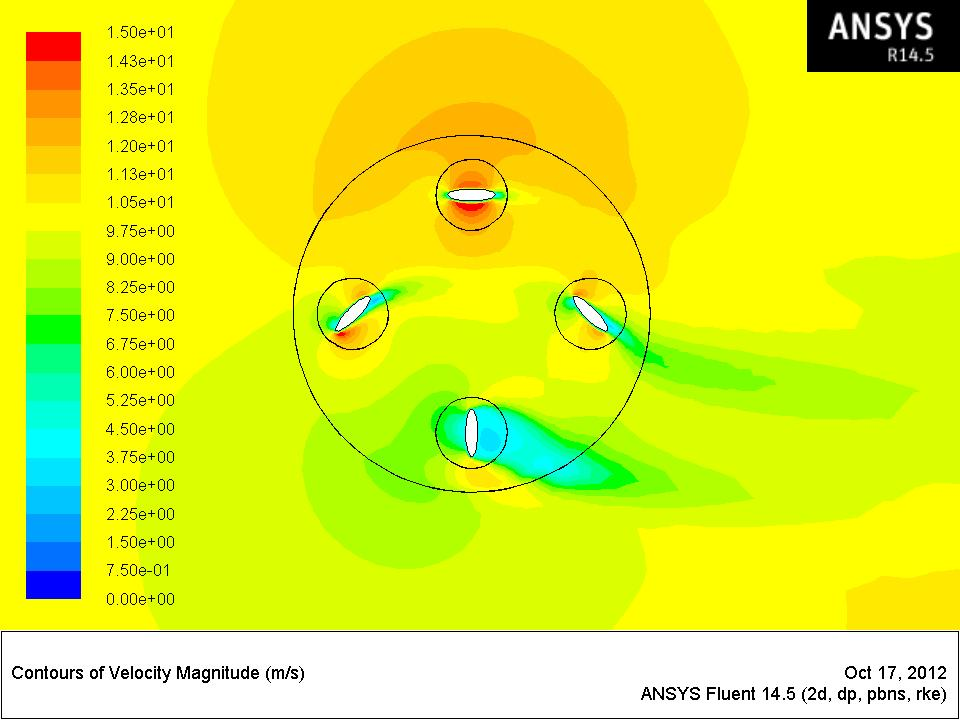 ANSYS
R14.5
1.50e+01
1.43e+01
1.35e+01
1.28e+01
1.20e+01
1.13e+01
1.05e+01
9.75e+00
9.00e+00
8.25e+00
7.50e+00
6.75e+00
6.00e+00
5.25e+00
4.50e+00
3.75e+00
3.00e+00
2.25e+00
1.50e+00
7.50e-01
0.00e+00
Contours of Velocity Magnitude (m/s)
Oct 17, 2012
ANSYS Fluent 14.5 (2d, dp, pbns, rke)